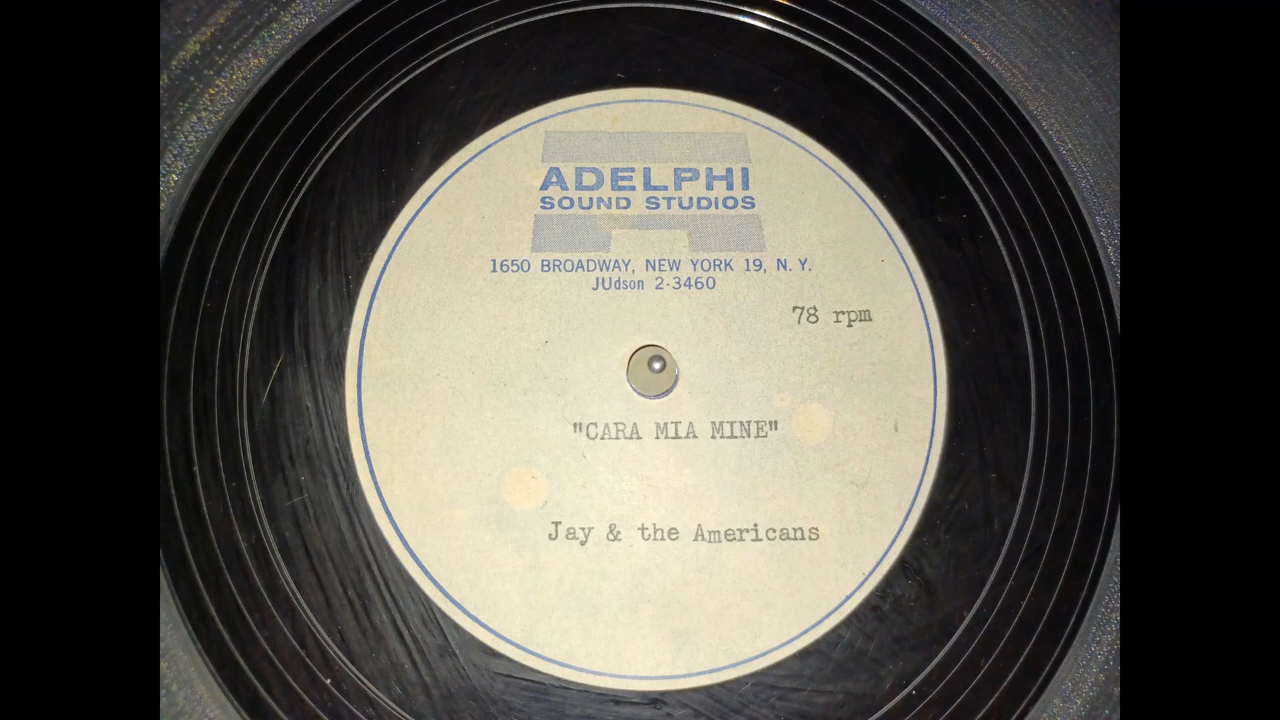 ADELPHI
SOUND STUDIOS
1650 BROADWAY, NEW YORK 19, N. Y.
JUdson 2-3460
78 rpm
"CARA MIA MINE"
Jay & the Americans